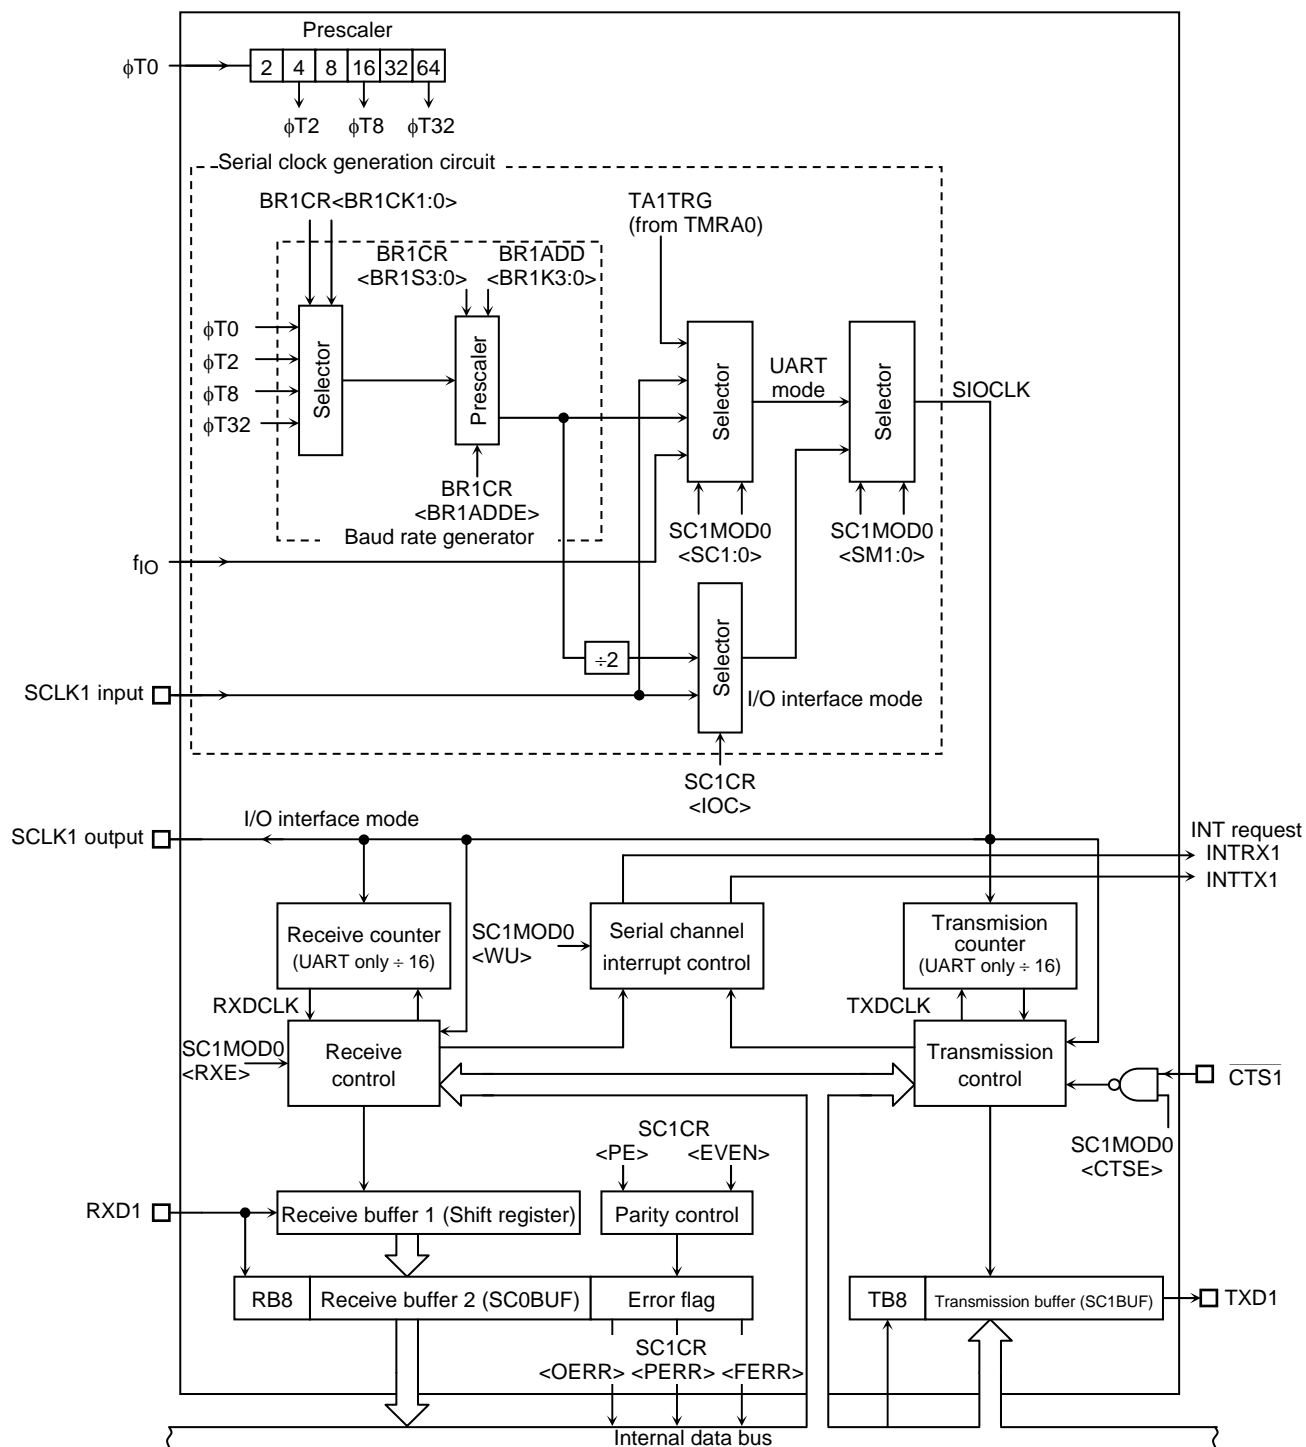 Prescaler
ϕT0
2 4 8 16 32 64
ϕT2 ϕT8 ϕT32
Serial clock generation circuit
BR1CR<BR1CK1:0>
TA1TRG
(from TMRA0)
BR1CR
<BR1S3:0>
BR1ADD
<BR1K3:0>
ϕT0
ϕT2
ϕT8
ϕT32
Selector
Prescaler
BR1CR
<BR1ADDE>
Baud rate generator
Selector
UART
mode
Selector
SIOCLK
SC1MOD0
<SC1:0>
SC1MOD0
<SM1:0>
fIO
÷2
Selector
SCLK1 input
I/O interface mode
SC1CR
<IOC>
SCLK1 output
I/O interface mode
INT request
INTRX1
INTTX1
Receive counter
(UART only ÷ 16)
SC1MOD0
<WU>
Serial channel
interrupt control
Transmision
counter
(UART only ÷ 16)
RXDCLK
TXDCLK
SC1MOD0
<RXE>
Receive
control
Transmission
control
CTS1
SC1MOD0
<CTSE>
SC1CR
<PE> <EVEN>
RXD1
Receive buffer 1 (Shift register)
Parity control
RB8
Receive buffer 2 (SC0BUF)
Error flag
TB8
Transmission buffer (SC1BUF)
TXD1
SC1CR
<OERR> <PERR> <FERR>
Internal data bus